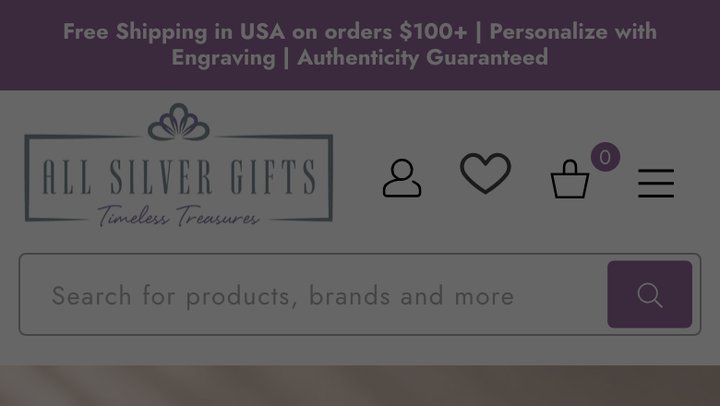 Free Shipping in USA on orders $100+ | Personalize with
Engraving | Authenticity Guaranteed
ALL SILVER GIFTS
Timeless Treasures
0
Search for products, brands and more